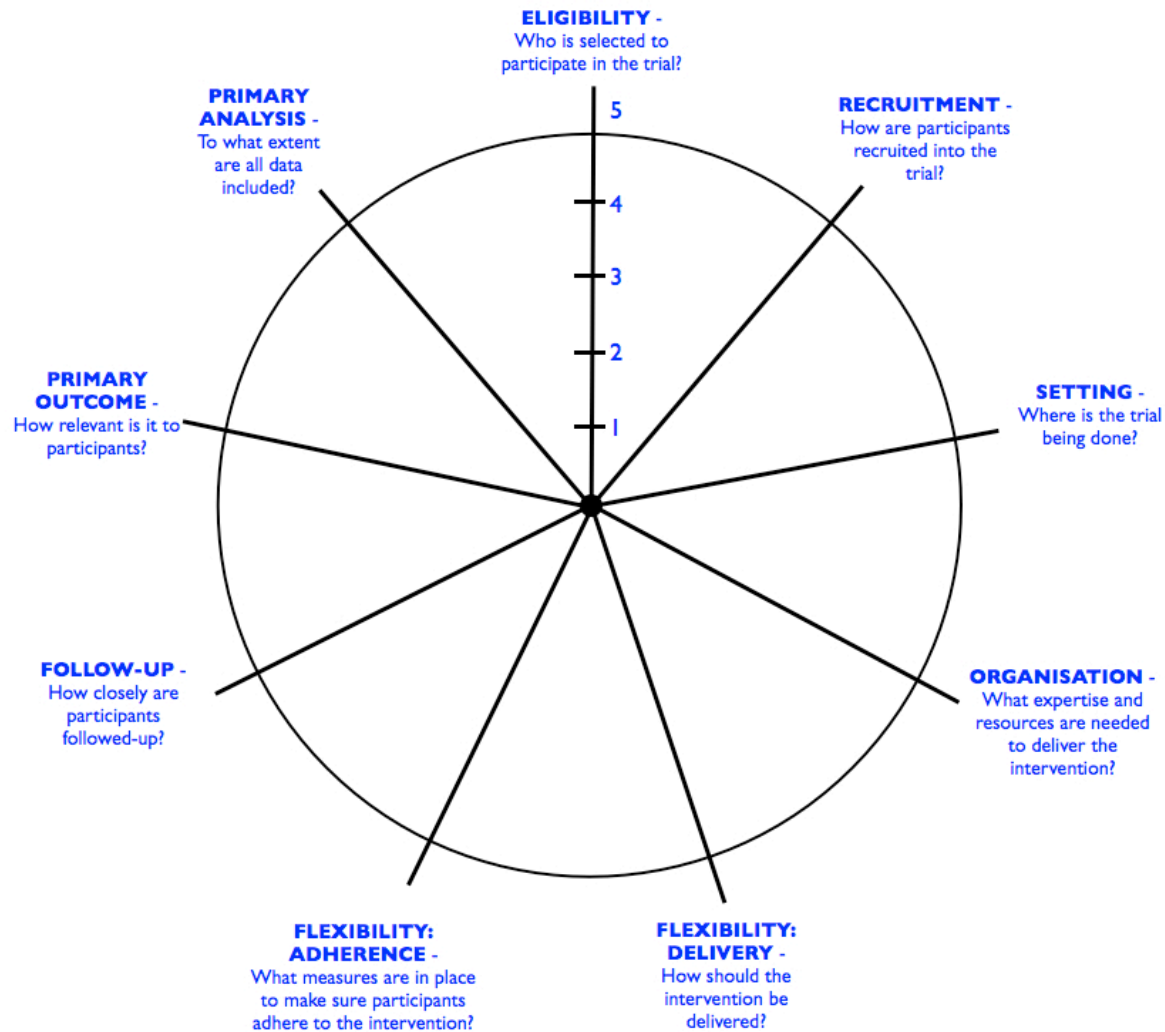 ELIGIBILITY -
Who is selected to
participate in the trial?
5
4
3
2
1
RECRUITMENT -
How are participants
recruited into the
trial?
SETTING -
Where is the trial
being done?
ORGANISATION -
What expertise and
resources are needed
to deliver the
intervention?
FLEXIBILITY:
DELIVERY -
How should the
intervention be
delivered?
FLEXIBILITY:
ADHERENCE -
What measures are in place
to make sure participants
adhere to the intervention?
FOLLOW-UP -
How closely are
participants
followed-up?
PRIMARY
OUTCOME -
How relevant is it to
participants?
PRIMARY
ANALYSIS -
To what extent
are all data
included?